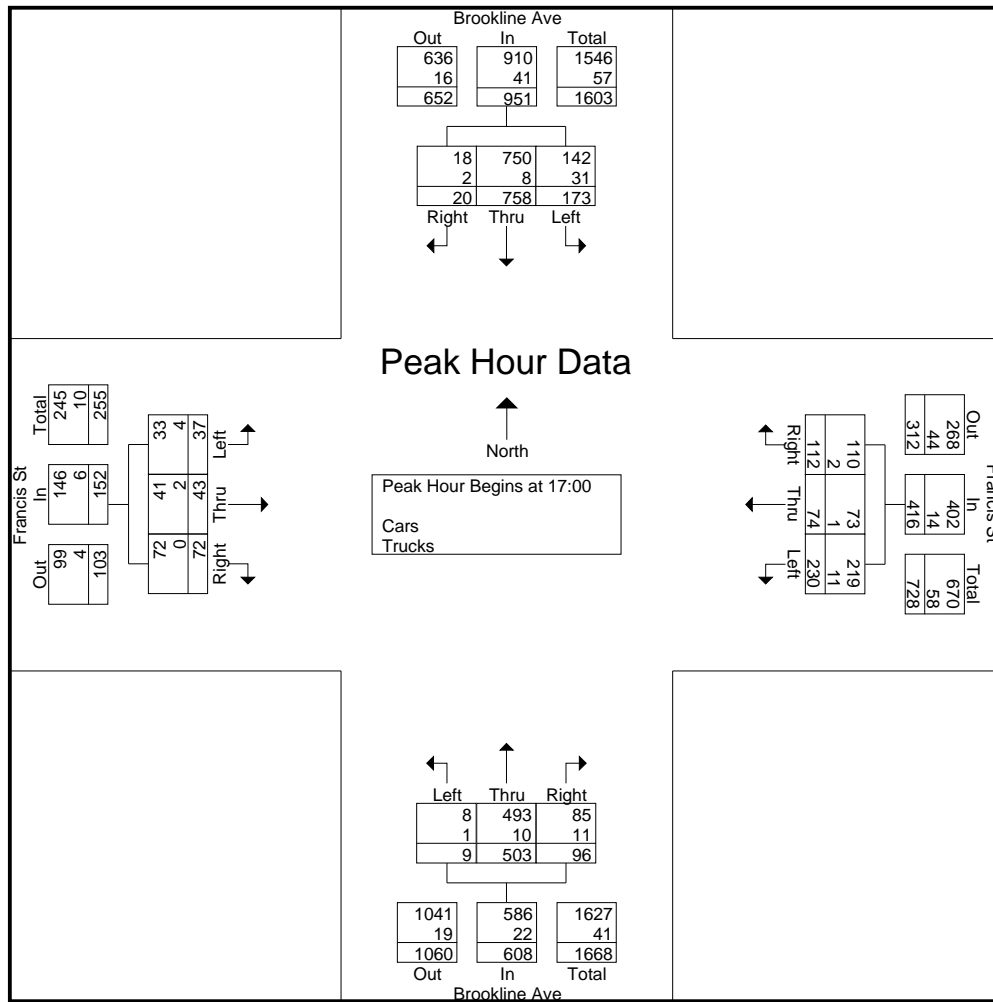 Brookline Ave
Out In Total
636 910 1546
16 41 57
652 951 1603
18 750 142
2 8 31
20 758 173
Right Thru Left
Peak Hour Data
North
Peak Hour Begins at 17:00
Cars
Trucks
Francis St
Total In Out
245 146 99
10 6 4
255 152 103
33 41 72
4 2 0
37 43 72
Left Thru Right
Francis St
Out In Total
268 402 670
44 14 58
312 416 728
110 73 219
2 1 11
112 74 230
Right Thru Left
Left Thru Right
8 493 85
1 10 11
9 503 96
1041 586 1627
19 22 41
1060 608 1668
Out In Total
Brookline Ave